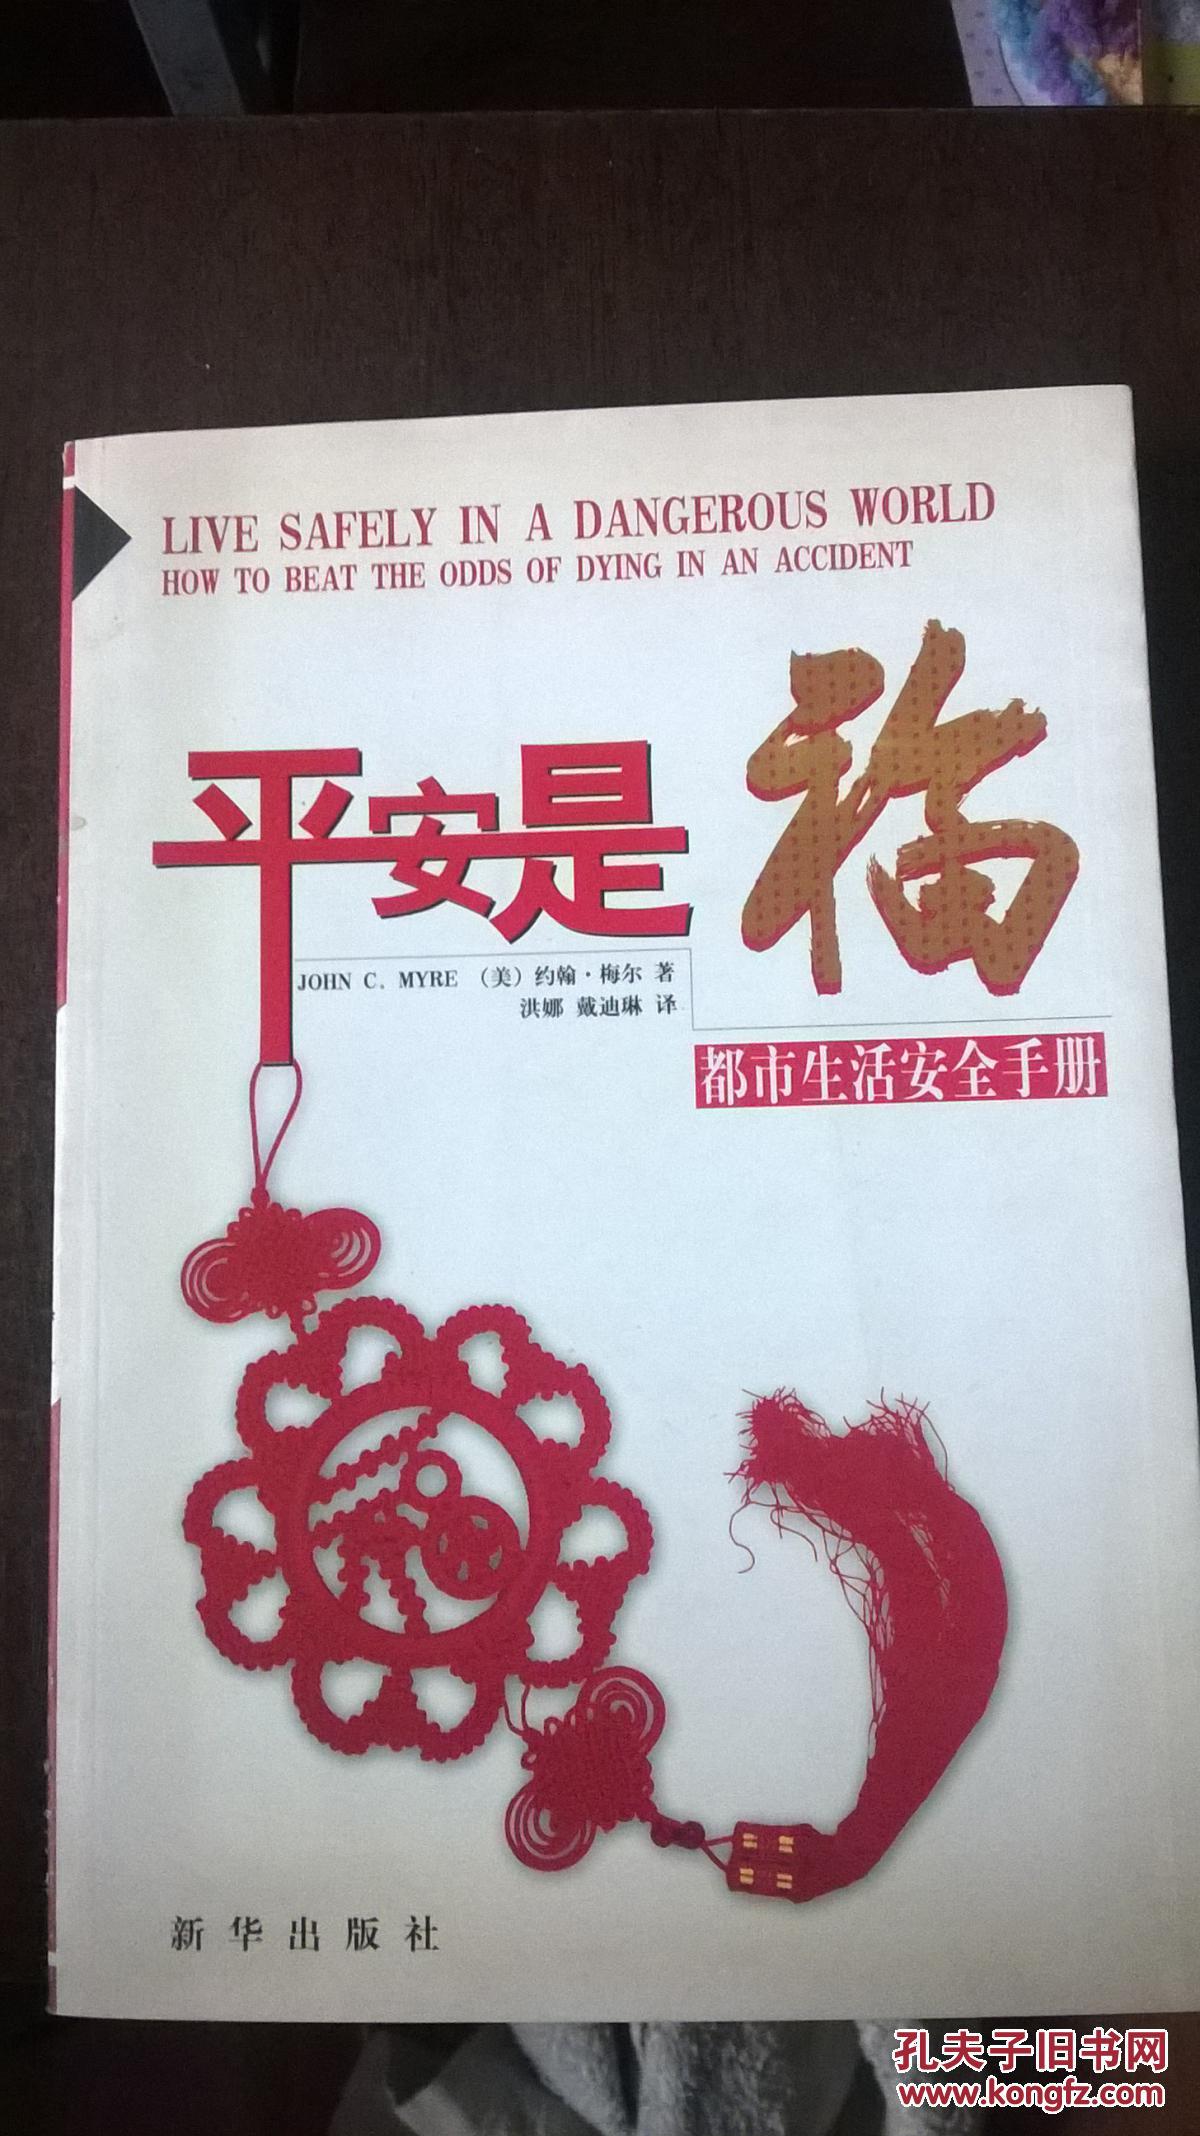 LIVE SAFELY IN A DANGEROUS WORLD
HOW TO BEAT THE ODDS OF DYING IN AN ACCIDENT
平安是福
JOHN C. MYRE （美）约翰·梅尔 著
洪娜 戴迪琳 译
都市生活安全手册
新华出版社
孔夫子旧书网
www.kongfz.com